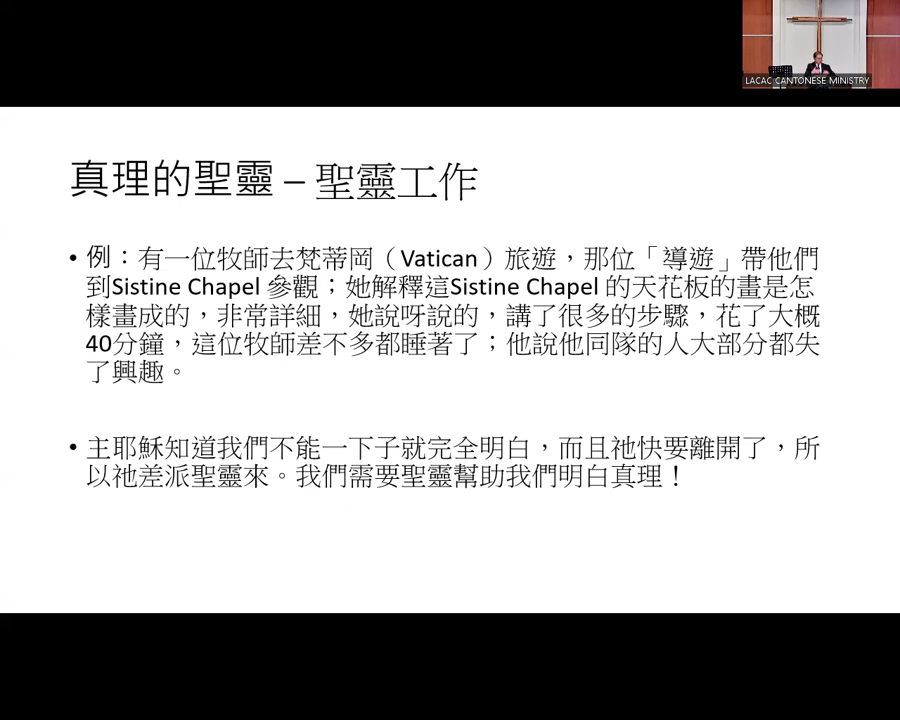 LACAC CANTONESE MINISTRY
真理的聖靈 – 聖靈工作
• 例：有一位牧師去梵蒂岡（Vatican）旅遊，那位「導遊」帶他們
到Sistine Chapel 參觀；她解釋這Sistine Chapel 的天花板的畫是怎
樣畫成的，非常詳細，她說呀說的，講了很多的步驟，花了大概
40分鐘，這位牧師差不多都睡著了；他說他同隊的人大部分都失
了興趣。
• 主耶穌知道我們不能一下子就完全明白，而且祂快要離開了，所
以祂差派聖靈來。我們需要聖靈幫助我們明白真理！